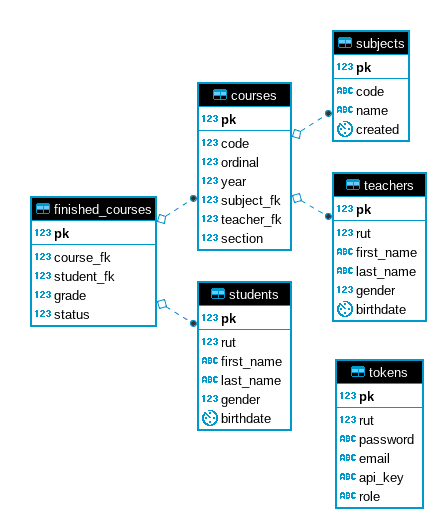 subjects
123 pk
ABC code
ABC name
created
courses
123 pk
123 code
123 ordinal
123 year
123 subject_fk
123 teacher_fk
123 section
teachers
123 pk
123 rut
ABC first_name
ABC last_name
123 gender
birthdate
finished_courses
123 pk
123 course_fk
123 student_fk
123 grade
123 status
students
123 pk
123 rut
ABC first_name
ABC last_name
123 gender
birthdate
tokens
123 pk
123 rut
ABC password
ABC email
ABC api_key
ABC role